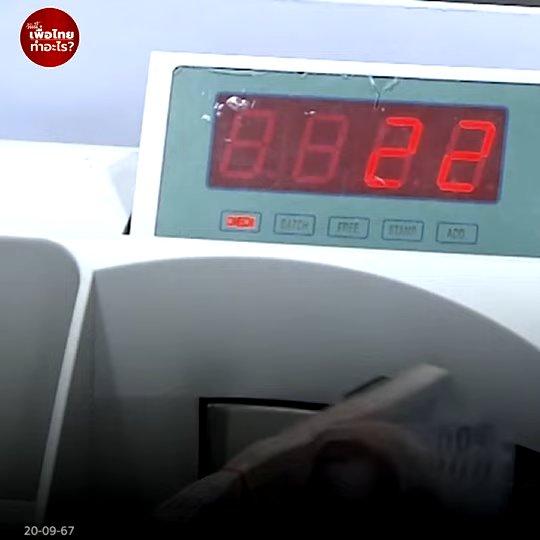 วันนี้
เพื่อไทย
ทำอะไร?
22
CHECK
BATCH
FREE
STAMP
ADD
20-09-67